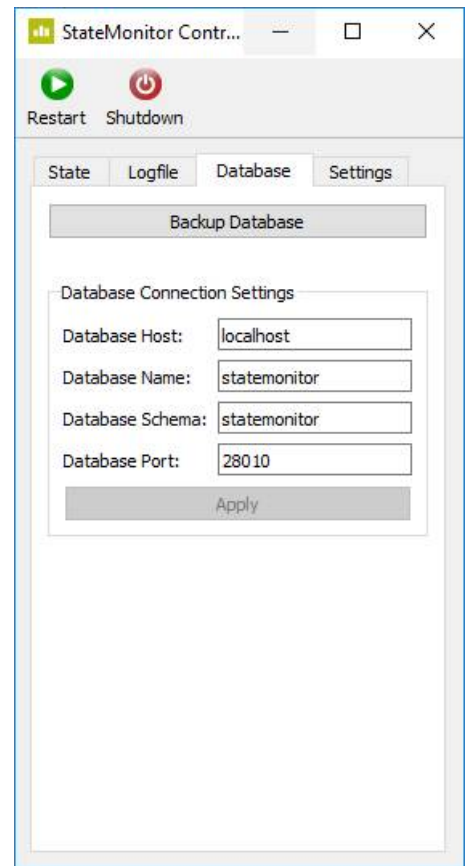 StateMonitor Contr...
Restart Shutdown
State Logfile Database Settings
Backup Database
Database Connection Settings
Database Host: localhost
Database Name: statemonitor
Database Schema: statemonitor
Database Port: 28010
Apply